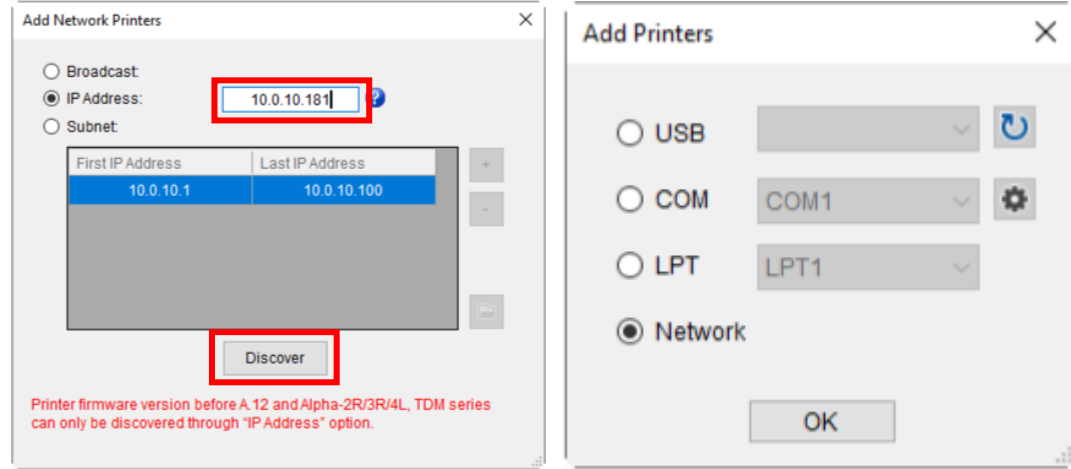 Add Network Printers
Broadcast:
IP Address:
10.0.10.181
Subnet:
First IP Address
Last IP Address
10.0.10.1
10.0.10.100
+
-
Discover
Printer firmware version before A.12 and Alpha-2R/3R/4L, TDM series
can only be discovered through "IP Address" option.
Add Printers
USB
COM
COM1
LPT
LPT1
Network
OK